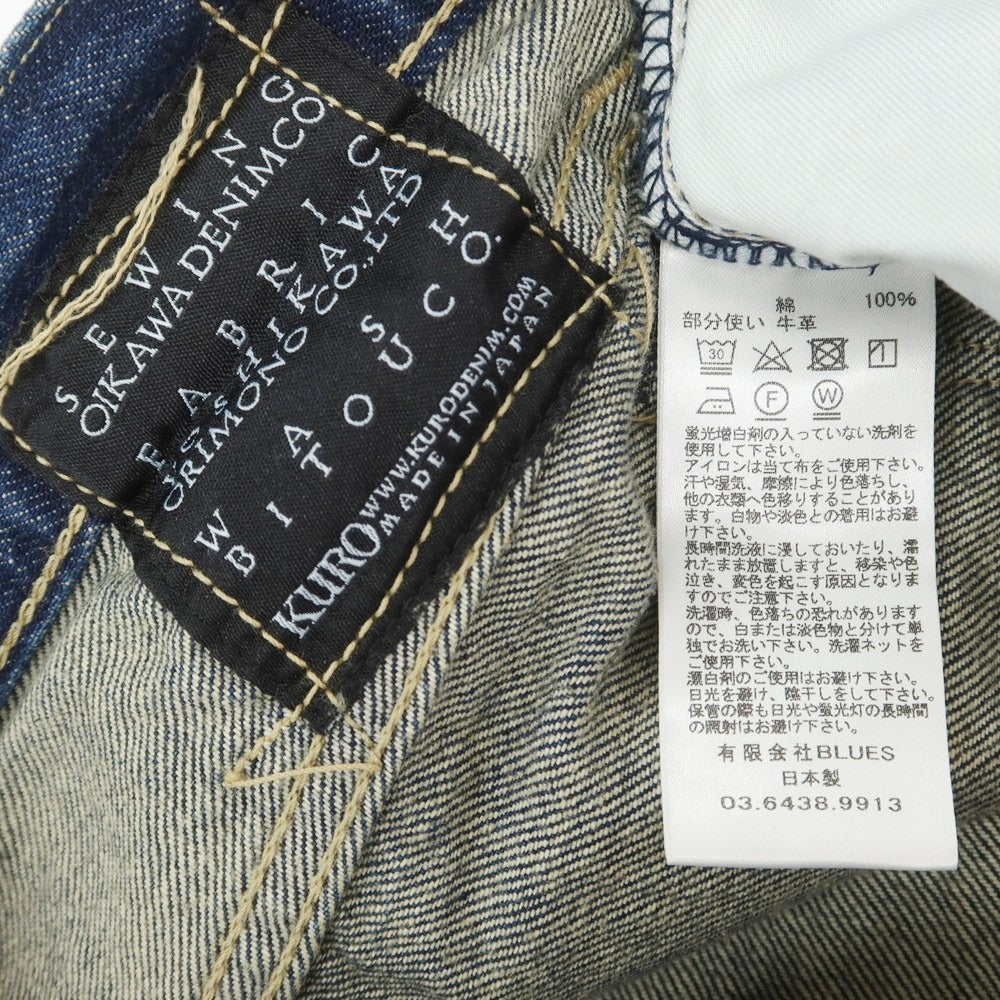 SEWING
OIKAWA DENIMCO
FABRIC
ISHIKAWA
ORIMONO CO.,LTD
WASH
BITOU CO.
KURO WWW.KURODENIM.COM
MADE IN JAPAN
綿 100%
部分使い 牛革
30
1
F
W
蛍光増白剤の入っていない洗剤を
使用して下さい。
アイロンは当て布をご使用下さい。
汗や湿気、摩擦により色落ちし、
他の衣類へ色移りすることがあり
ます。白物や淡色との着用はお避
け下さい。
長時間洗液に浸しておいたり、濡
れたまま放置しますと、移染や色
泣き、変色を起こす原因となりま
すのでご注意下さい。
洗濯時、色落ちの恐れがあります
ので、白または淡色物と分けて単
独でお洗い下さい。洗濯ネットを
ご使用下さい。
漂白剤のご使用はお避け下さい。
日光を避け、陰干しをして下さい。
保管の際も日光や蛍光灯の長時間
の照射はお避け下さい。
有限会社BLUES
日本製
03.6438.9913